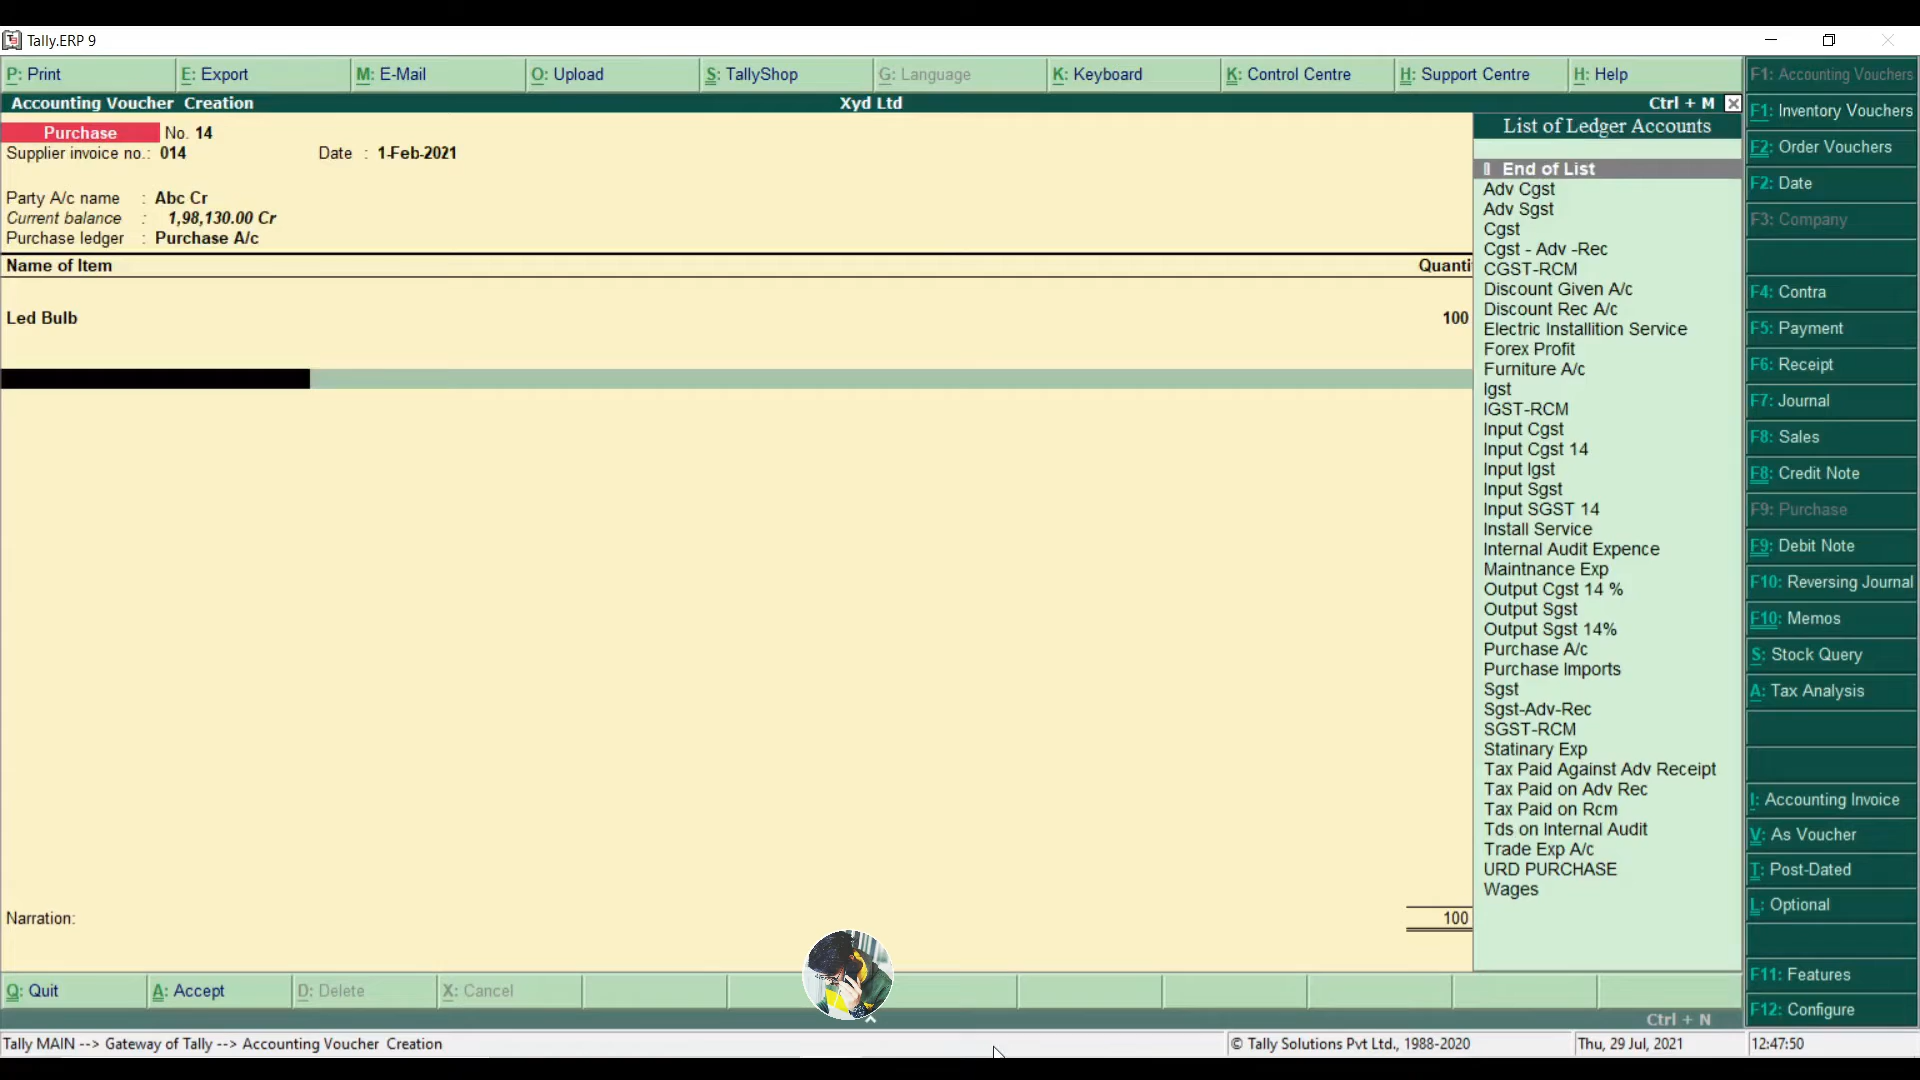 Tally.ERP 9
P: Print E: Export M: E-Mail O: Upload S: TallyShop G: Language K: Keyboard K: Control Centre H: Support Centre H: Help
Accounting Voucher Creation Xyd Ltd Ctrl + M
Purchase No. 14
Supplier invoice no.: 014 Date : 1-Feb-2021
Party A/c name : Abc Cr
Current balance : 1,98,130.00 Cr
Purchase ledger : Purchase A/c
Name of Item Quanti
Led Bulb 100
Narration: 100
List of Ledger Accounts
End of List
Adv Cgst
Adv Sgst
Cgst
Cgst - Adv -Rec
CGST-RCM
Discount Given A/c
Discount Rec A/c
Electric Installition Service
Forex Profit
Furniture A/c
Igst
IGST-RCM
Input Cgst
Input Cgst 14
Input Igst
Input Sgst
Input SGST 14
Install Service
Internal Audit Expence
Maintnance Exp
Output Cgst 14 %
Output Sgst
Output Sgst 14%
Purchase A/c
Purchase Imports
Sgst
Sgst-Adv-Rec
SGST-RCM
Statinary Exp
Tax Paid Against Adv Receipt
Tax Paid on Adv Rec
Tax Paid on Rcm
Tds on Internal Audit
Trade Exp A/c
URD PURCHASE
Wages
F1: Accounting Vouchers
F1: Inventory Vouchers
F2: Order Vouchers
F2: Date
F3: Company
F4: Contra
F5: Payment
F6: Receipt
F7: Journal
F8: Sales
F8: Credit Note
F9: Purchase
F9: Debit Note
F10: Reversing Journal
F10: Memos
S: Stock Query
A: Tax Analysis
I: Accounting Invoice
V: As Voucher
T: Post-Dated
L: Optional
F11: Features
F12: Configure
Q: Quit A: Accept D: Delete X: Cancel
Ctrl + N
Tally MAIN --> Gateway of Tally --> Accounting Voucher Creation © Tally Solutions Pvt Ltd., 1988-2020 Thu, 29 Jul, 2021 12:47:50